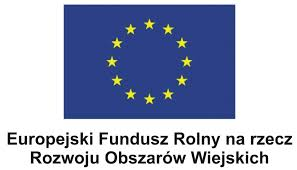 Europejski Fundusz Rolny na rzecz
Rozwoju Obszarów Wiejskich